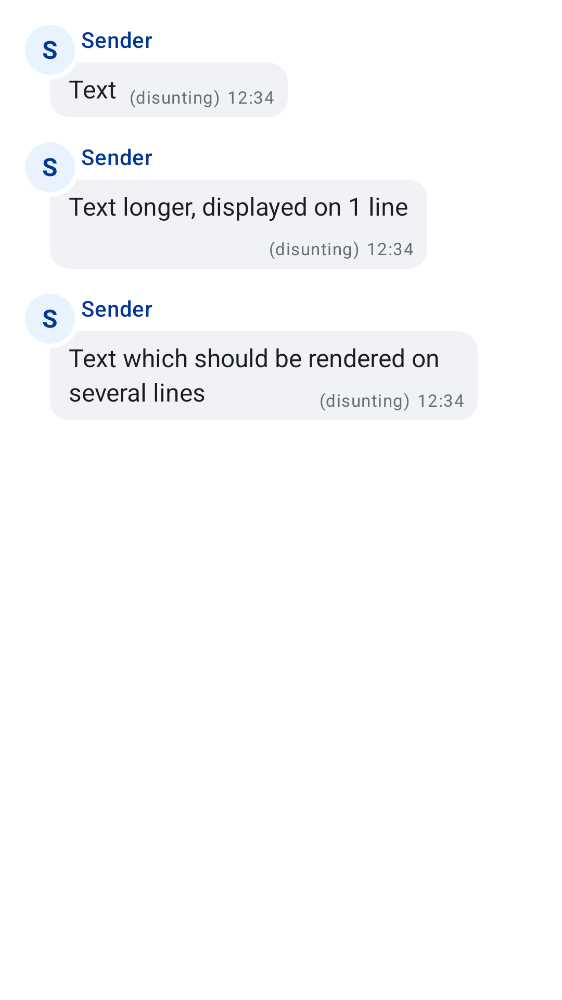 S
Sender
Text (disunting) 12:34
S
Sender
Text longer, displayed on 1 line
(disunting) 12:34
S
Sender
Text which should be rendered on
several lines (disunting) 12:34